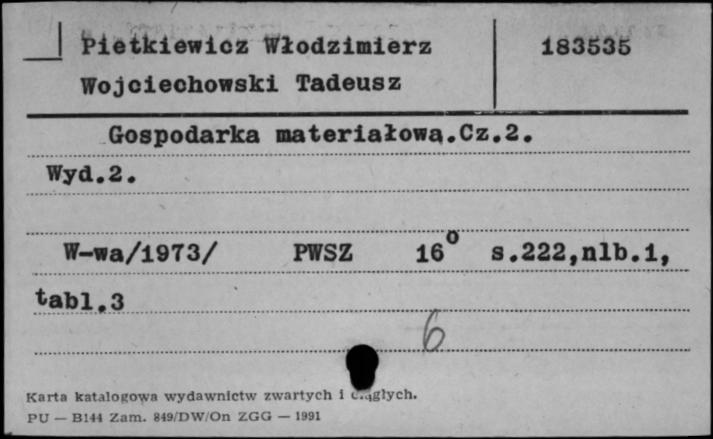 Pietkiewicz Włodzimierz 183535
Wojciechowski Tadeusz
Gospodarka materiałową.Cz.2.
Wyd.2.
W-wa/1973/ PWSZ 16° s.222,nlb.1,
tabl.3
6
Karta katalogowa wydawnictw zwartych i ciągłych.
PU — B144 Zam. 849/DW/On ZGG — 1991